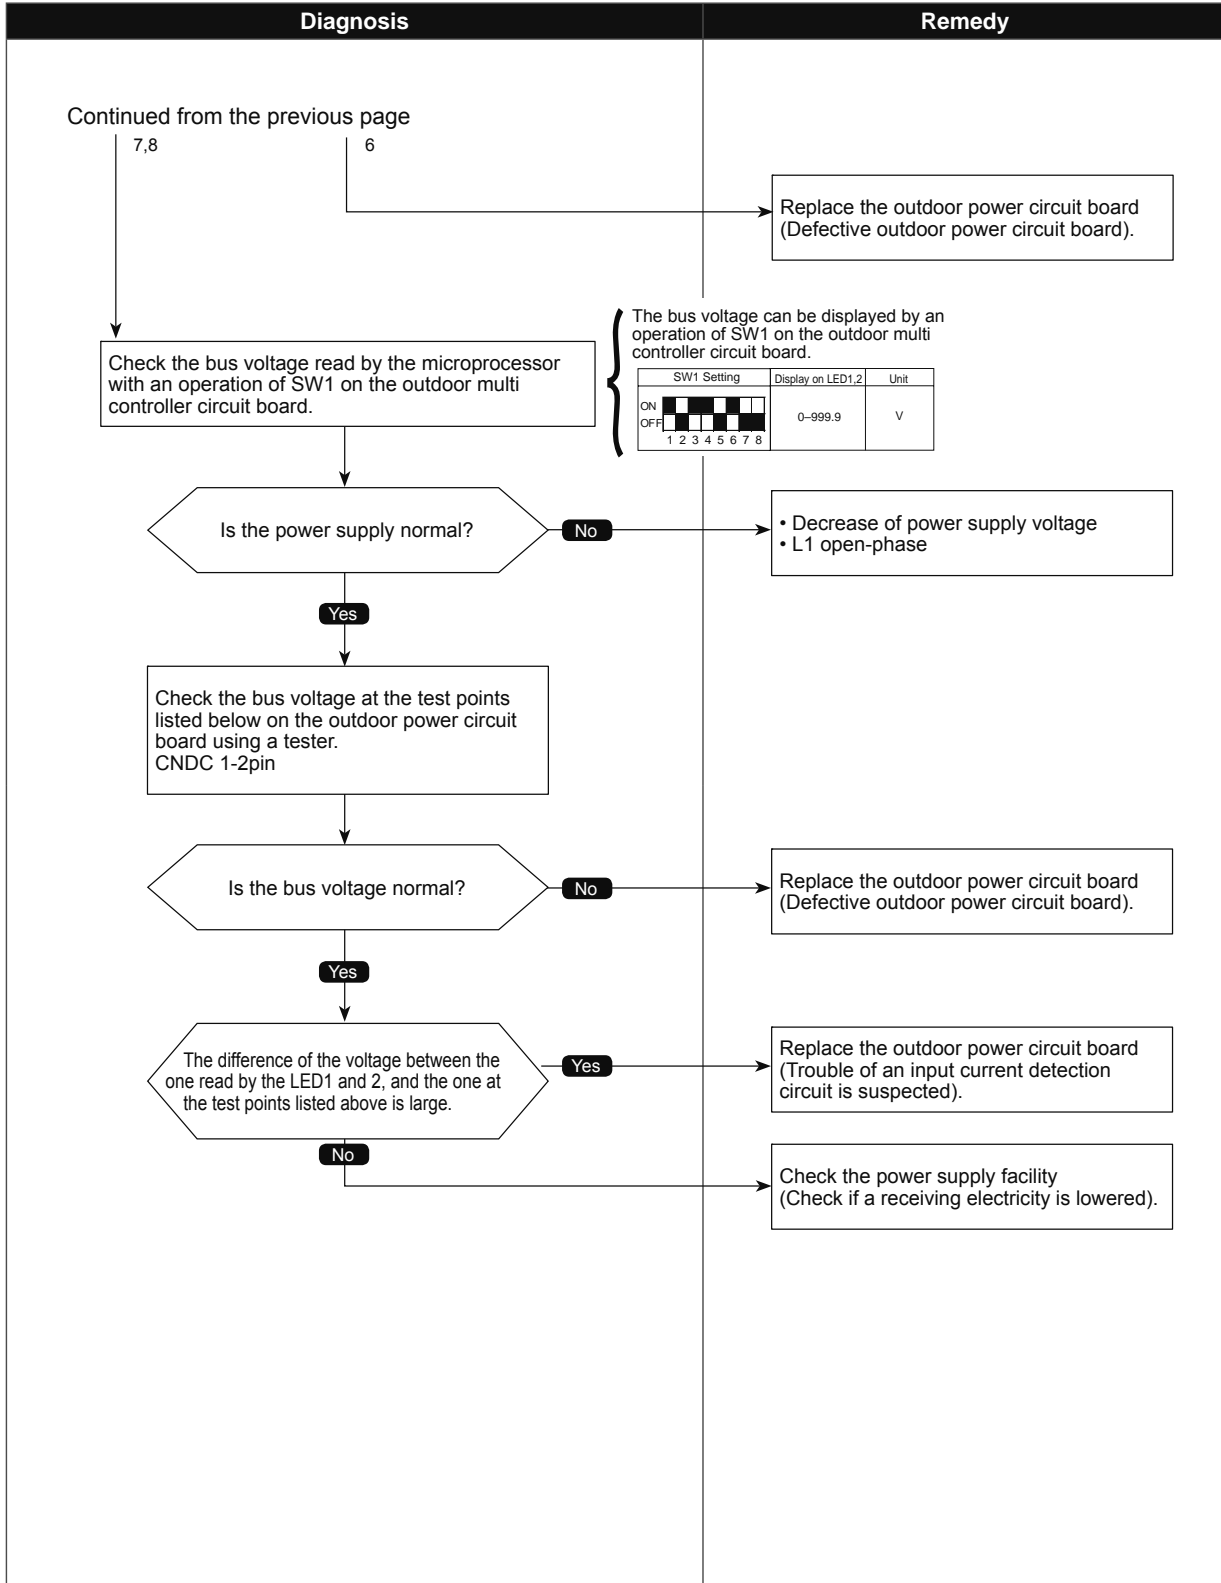 Diagnosis
Remedy
Continued from the previous page
7,8
6
Replace the outdoor power circuit board
(Defective outdoor power circuit board).
Check the bus voltage read by the microprocessor
with an operation of SW1 on the outdoor multi
controller circuit board.
The bus voltage can be displayed by an
operation of SW1 on the outdoor multi
controller circuit board.
SW1 Setting
Display on LED1,2
Unit
ON
OFF
1 2 3 4 5 6 7 8
0–999.9
V
Is the power supply normal?
No
• Decrease of power supply voltage
• L1 open-phase
Yes
Check the bus voltage at the test points
listed below on the outdoor power circuit
board using a tester.
CNDC 1-2pin
Is the bus voltage normal?
No
Replace the outdoor power circuit board
(Defective outdoor power circuit board).
Yes
The difference of the voltage between the
one read by the LED1 and 2, and the one at
the test points listed above is large.
Yes
Replace the outdoor power circuit board
(Trouble of an input current detection
circuit is suspected).
No
Check the power supply facility
(Check if a receiving electricity is lowered).